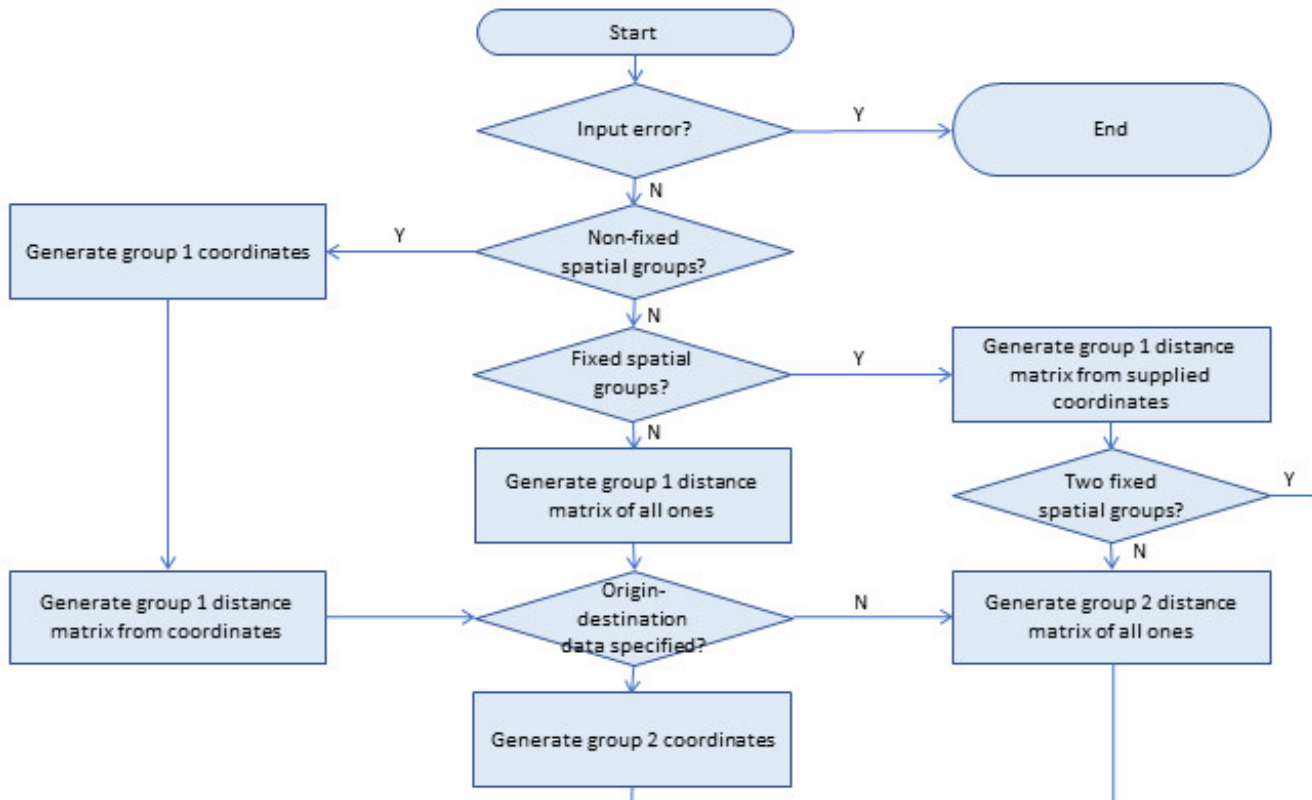 Start
Input error?
Y
End
N
Generate group 1 coordinates
Y
Non-fixed
spatial groups?
N
Fixed spatial
groups?
Y
Generate group 1 distance
matrix from supplied
coordinates
N
Generate group 1 distance
matrix of all ones
Two fixed
spatial groups?
Y
N
Generate group 1 distance
matrix from coordinates
Origin-
destination
data specified?
N
Generate group 2 distance
matrix of all ones
Generate group 2 coordinates